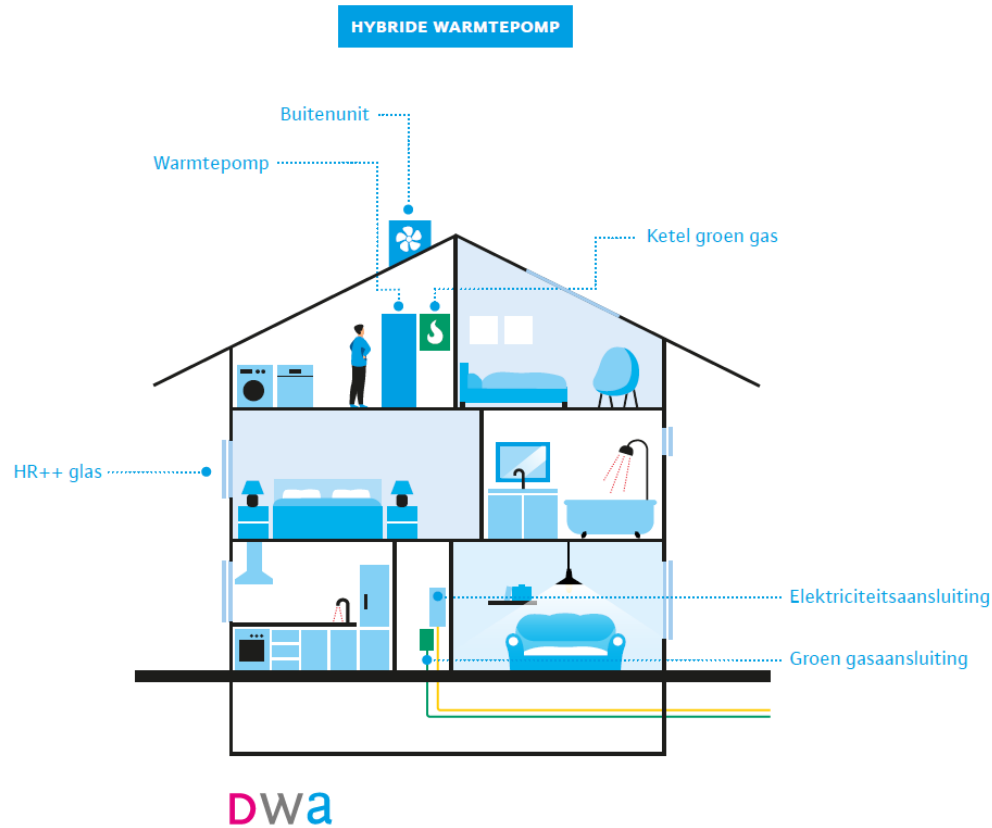 HYBRIDE WARMTEPOMP
Buitenunit
Warmtepomp
Ketel groen gas
HR++ glas
Elektriciteitsaansluiting
Groen gasaansluiting
DWa